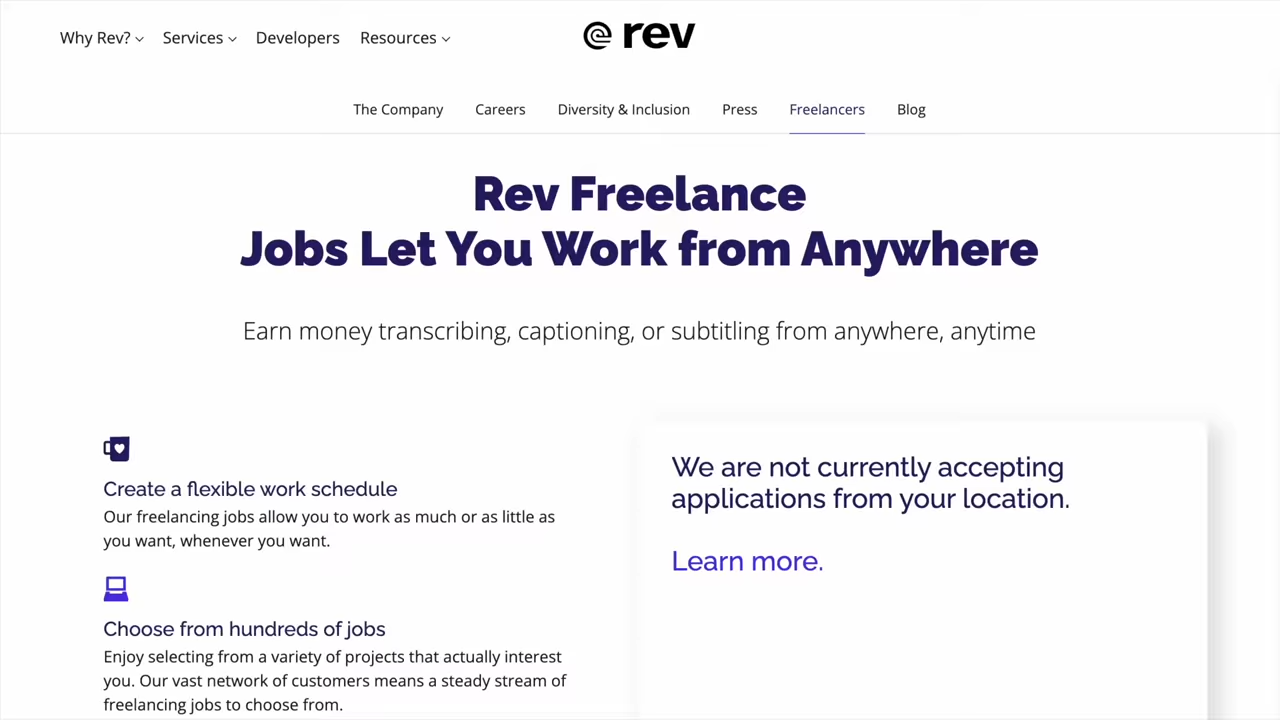 Why Rev? Services Developers Resources
rev
The Company Careers Diversity & Inclusion Press Freelancers Blog
Rev Freelance
Jobs Let You Work from Anywhere
Earn money transcribing, captioning, or subtitling from anywhere, anytime
Create a flexible work schedule
Our freelancing jobs allow you to work as much or as little as
you want, whenever you want.
Choose from hundreds of jobs
Enjoy selecting from a variety of projects that actually interest
you. Our vast network of customers means a steady stream of
freelancing jobs to choose from.
We are not currently accepting
applications from your location.
Learn more.